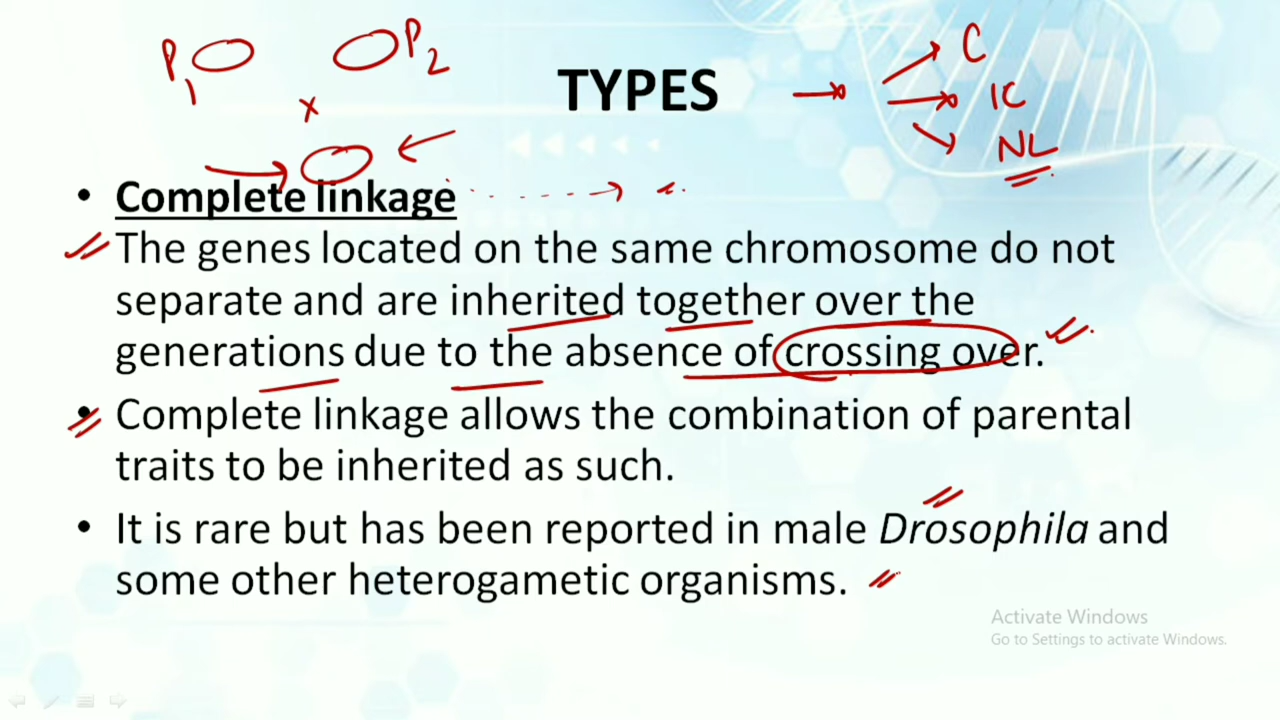 P1
P2
x
TYPES
C
IC
NL
• Complete linkage
The genes located on the same chromosome do not
separate and are inherited together over the
generations due to the absence of crossing over.
• Complete linkage allows the combination of parental
traits to be inherited as such.
• It is rare but has been reported in male Drosophila and
some other heterogametic organisms.
Activate Windows
Go to Settings to activate Windows.